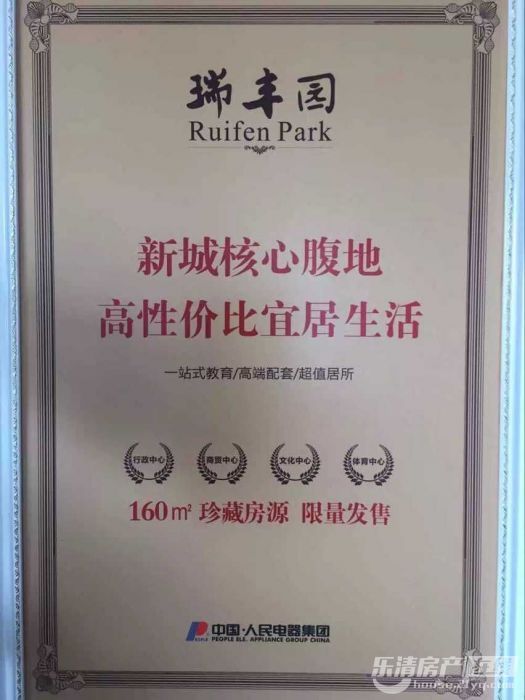 瑞丰园
Ruifen Park
新城核心腹地
高性价比宜居生活
一站式教育/高端配套/超值居所
行政中心 商贸中心 文化中心 体育中心
160㎡ 珍藏房源 限量发售
中国·人民电器集团
PEOPLE ELE. APPLIANCE GROUP CHINA
乐清房产